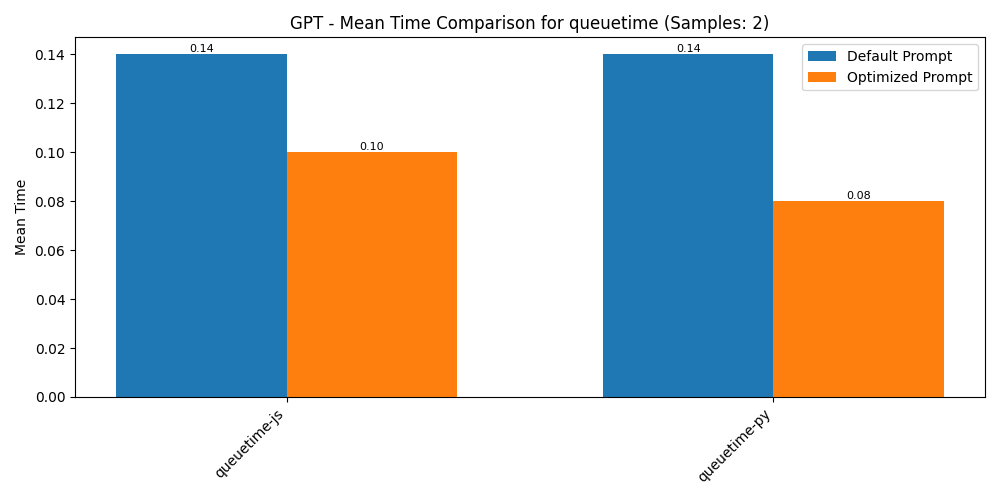 GPT - Mean Time Comparison for queuetime (Samples: 2)
Default Prompt
Optimized Prompt
Mean Time
0.14
0.12
0.10
0.08
0.06
0.04
0.02
0.00
0.14
0.10
0.14
0.08
queuetime-js
queuetime-py